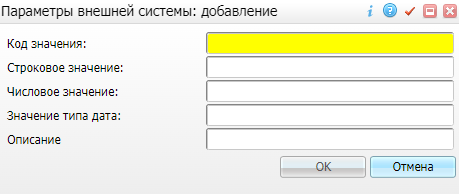 Параметры внешней системы: добавление
Код значения:
Строковое значение:
Числовое значение:
Значение типа дата:
Описание
OK Отмена